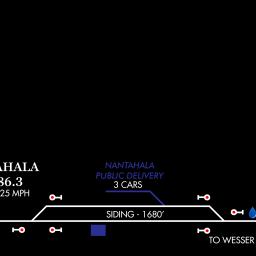 AHALA
86.3
25 MPH
NANTAHALA
PUBLIC DELIVERY
3 CARS
SIDING - 1680'
TO WESSER